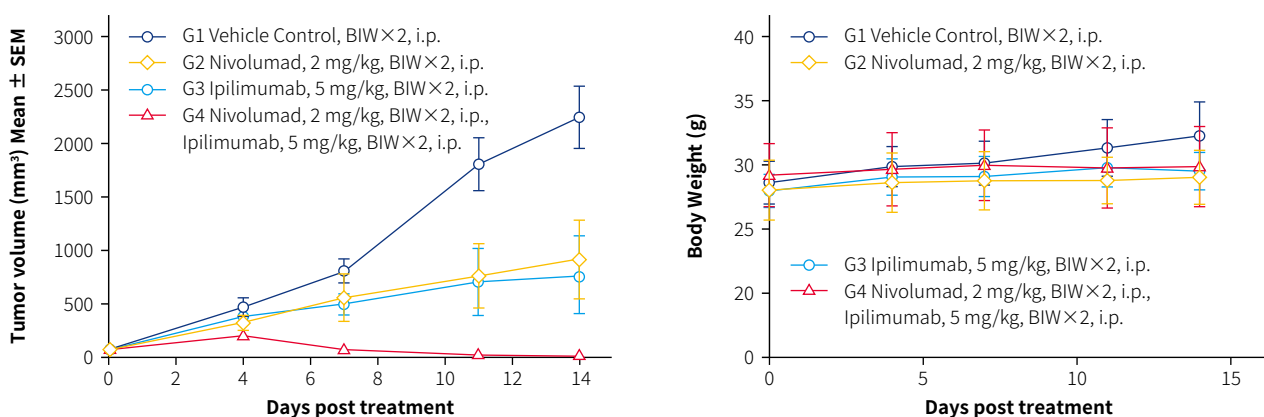 Tumor volume (mm³) Mean ± SEM
3000
2500
2000
1500
1000
500
0
G1 Vehicle Control, BIW×2, i.p.
G2 Nivolumad, 2 mg/kg, BIW×2, i.p.
G3 Ipilimumab, 5 mg/kg, BIW×2, i.p.
G4 Nivolumad, 2 mg/kg, BIW×2, i.p.,
Ipilimumab, 5 mg/kg, BIW×2, i.p.
0 2 4 6 8 10 12 14
Days post treatment
Body Weight (g)
40
35
30
25
20
0
G1 Vehicle Control, BIW×2, i.p.
G2 Nivolumad, 2 mg/kg, BIW×2, i.p.
G3 Ipilimumab, 5 mg/kg, BIW×2, i.p.
G4 Nivolumad, 2 mg/kg, BIW×2, i.p.,
Ipilimumab, 5 mg/kg, BIW×2, i.p.
0 5 10 15
Days post treatment